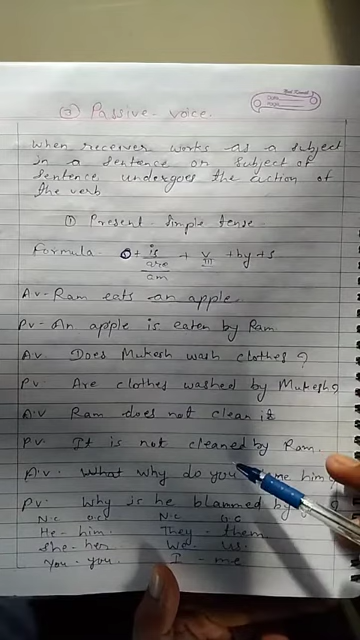 (2) Passive-voice.
When receiver works as a subject
in a sentence or subject of
sentence undergoes the action of
the verb
① Present Simple tense
Formula - O + is/are/am + V III + by + S
A.V - Ram eats an apple.
P.V - An apple is eaten by Ram.
A.V. Does Mukesh wash clothes?
P.V. Are clothes washed by Mukesh?
A.V Ram does not clean it
P.V. It is not cleaned by Ram.
A.V. Why do you him?
P.V. Why is he blammed by ?
N.C O.C N.C O.C
He - him. They - them
She - her We - us.
You - you. I - me